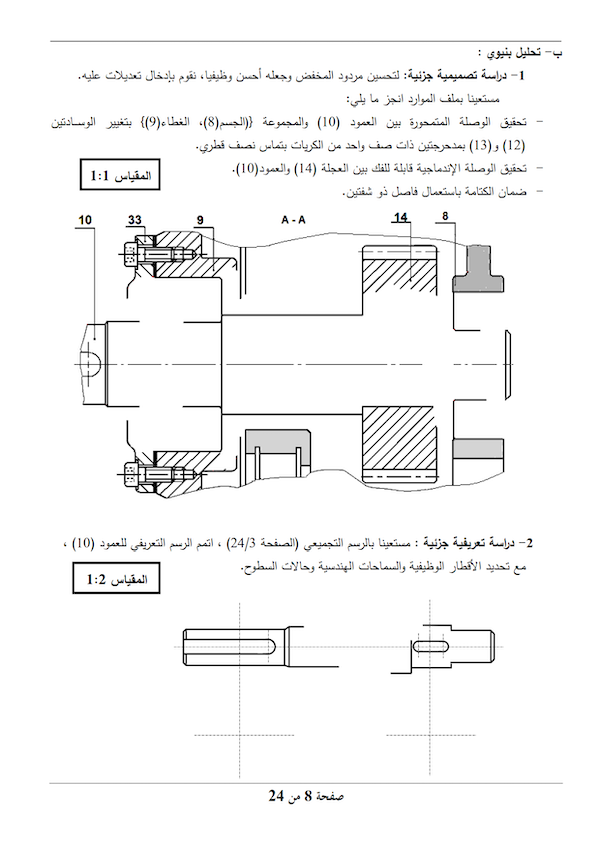 ب- تحليل بنيوي :
1- دراسة تصميمية جزئية: لتحسين مردود المخفض وجعله أحسن وظيفيا، نقوم بإدخال تعديلات عليه.
مستعينا بملف الموارد انجز ما يلي:
- تحقيق الوصلة المتمحورة بين العمود (10) والمجموعة {(الجسم(8)، الغطاء(9)} بتغيير الوسادتين
(12) و(13) بمدحرجتين ذات صف واحد من الكريات بتماس نصف قطري.
- تحقيق الوصلة الإندماجية قابلة للفك بين العجلة (14) والعمود(10).
- ضمان الكتامة باستعمال فاصل ذو شفتين.
المقياس 1:1
10 33 9 A - A 14 8
2- دراسة تعريفية جزئية : مستعينا بالرسم التجميعي (الصفحة 24/3) ، اتمم الرسم التعريفي للعمود (10) ،
مع تحديد الأقطار الوظيفية والسماحات الهندسية وحالات السطوح.
المقياس 1:2
صفحة 8 من 24